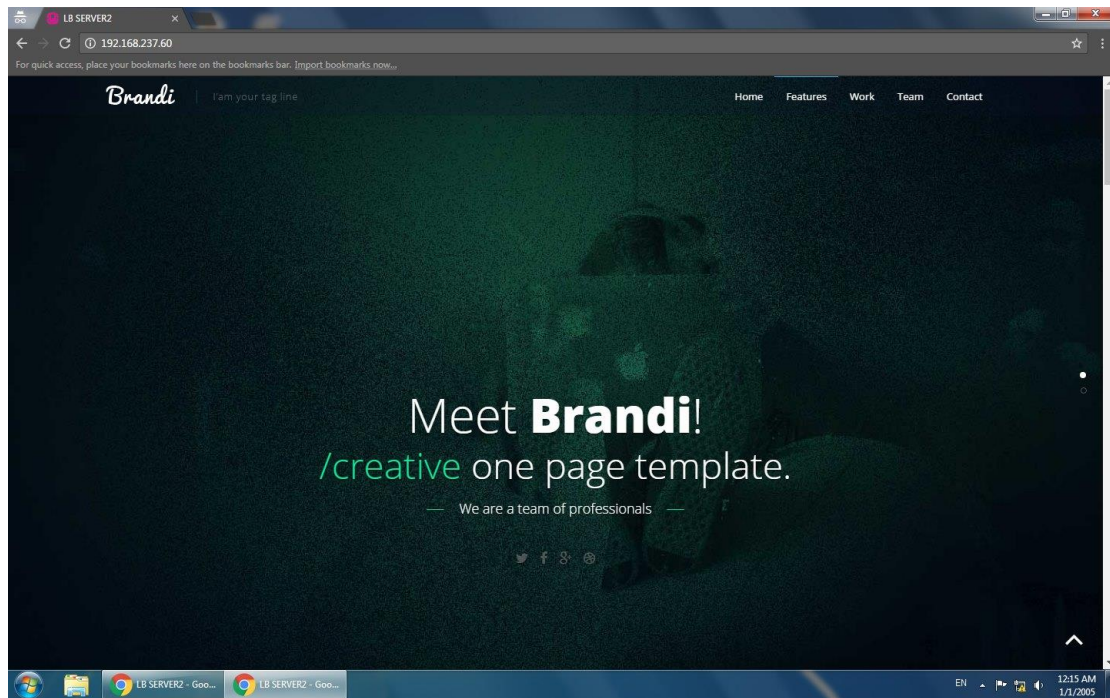 LB SERVER2
192.168.237.60
For quick access, place your bookmarks here on the bookmarks bar. Import bookmarks now...
Brandi
I'am your tag line
Home Features Work Team Contact
Meet Brandi!
/creative one page template.
We are a team of professionals
LB SERVER2 - Goo...
LB SERVER2 - Goo...
EN
12:15 AM
1/1/2005